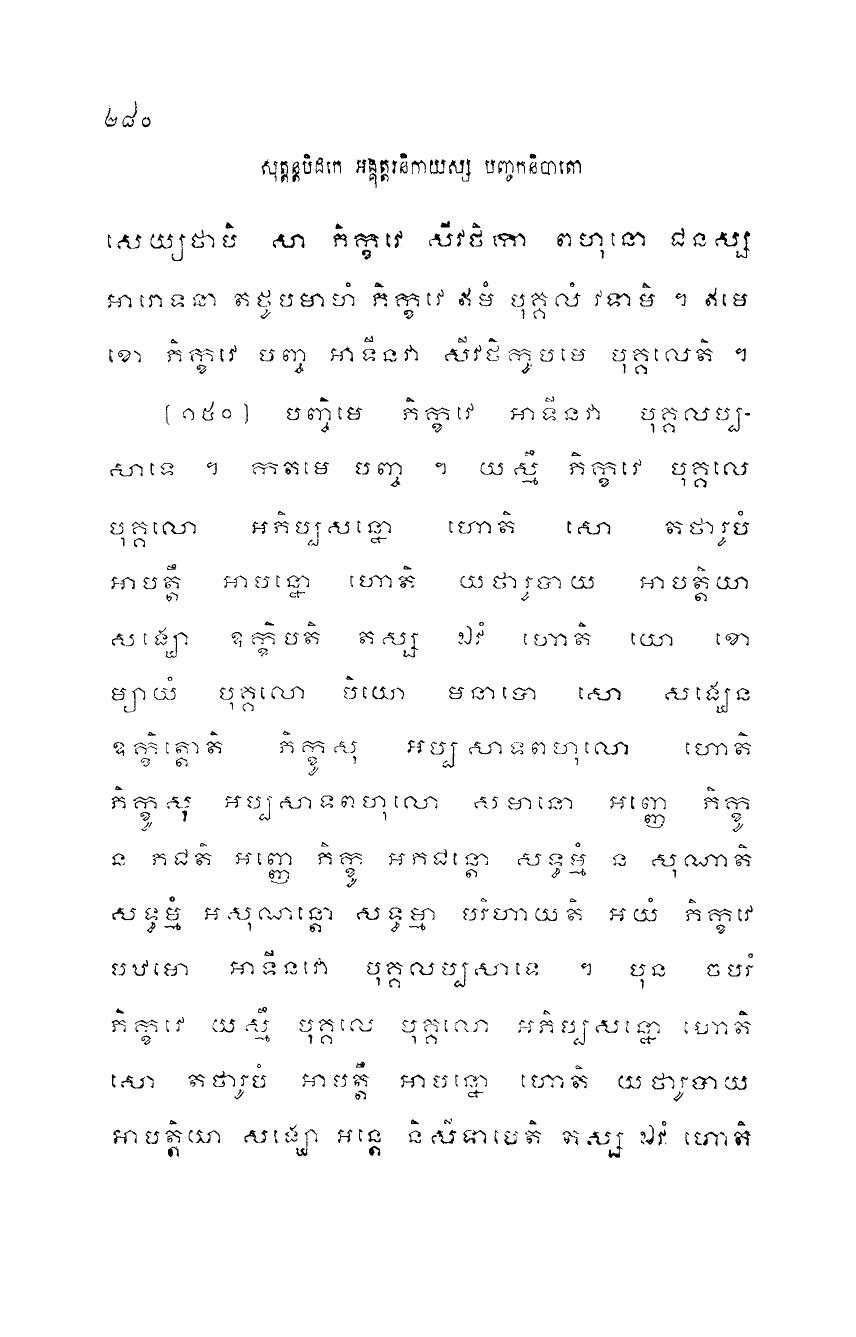 ២៨០
សុត្តន្តបិដកេ អង្គុត្តរនិកាយស្ស បញ្ចកនិបាតោ
សេយ្យថាបិ សា ភិក្ខវេ សីវថិកា ពហុនោ ជនស្ស
អារោទនា តថូបមាហំ ភិក្ខវេ ឥមំ បុគ្គលំ វទាមិ ។ ឥមេ
ខោ ភិក្ខវេ បញ្ច អាទីនវា សីវថិកូបមេ បុគ្គលេតិ ។
[១៥០] បញ្ចិមេ ភិក្ខវេ អាទីនវា បុគ្គលប្ប-
សាទេ ។ កតមេ បញ្ច ។ យស្មឹ ភិក្ខវេ បុគ្គលេ
បុគ្គលោ អភិប្បសន្នោ ហោតិ សោ តថារូបំ
អាបត្តឹ អាបន្នោ ហោតិ យថារូបាយ អាបត្តិយា
សង្ឃោ ឧក្ខិបតិ តស្ស ឯវំ ហោតិ យោ ខោ
ម្យាយំ បុគ្គលោ បិយោ មនាបោ សោ សង្ឃេន
ឧក្ខិត្តោតិ ភិក្ខូសុ អប្បសាទពហុលោ ហោតិ
ភិក្ខូសុ អប្បសាទពហុលោ សមានោ អញ្ញេ ភិក្ខូ
ន ភជតិ អញ្ញេ ភិក្ខូ អភជន្តោ សទ្ធម្មំ ន សុណាតិ
សទ្ធម្មំ អសុណន្តោ សទ្ធម្មា បរិហាយតិ អយំ ភិក្ខវេ
បឋមោ អាទីនវោ បុគ្គលប្បសាទេ ។ បុន ចបរំ
ភិក្ខវេ យស្មឹ បុគ្គលេ បុគ្គលោ អភិប្បសន្នោ ហោតិ
សោ តថារូបំ អាបត្តឹ អាបន្នោ ហោតិ យថារូបាយ
អាបត្តិយា សង្ឃោ អន្តេ និសីទាបេតិ តស្ស ឯវំ ហោតិ